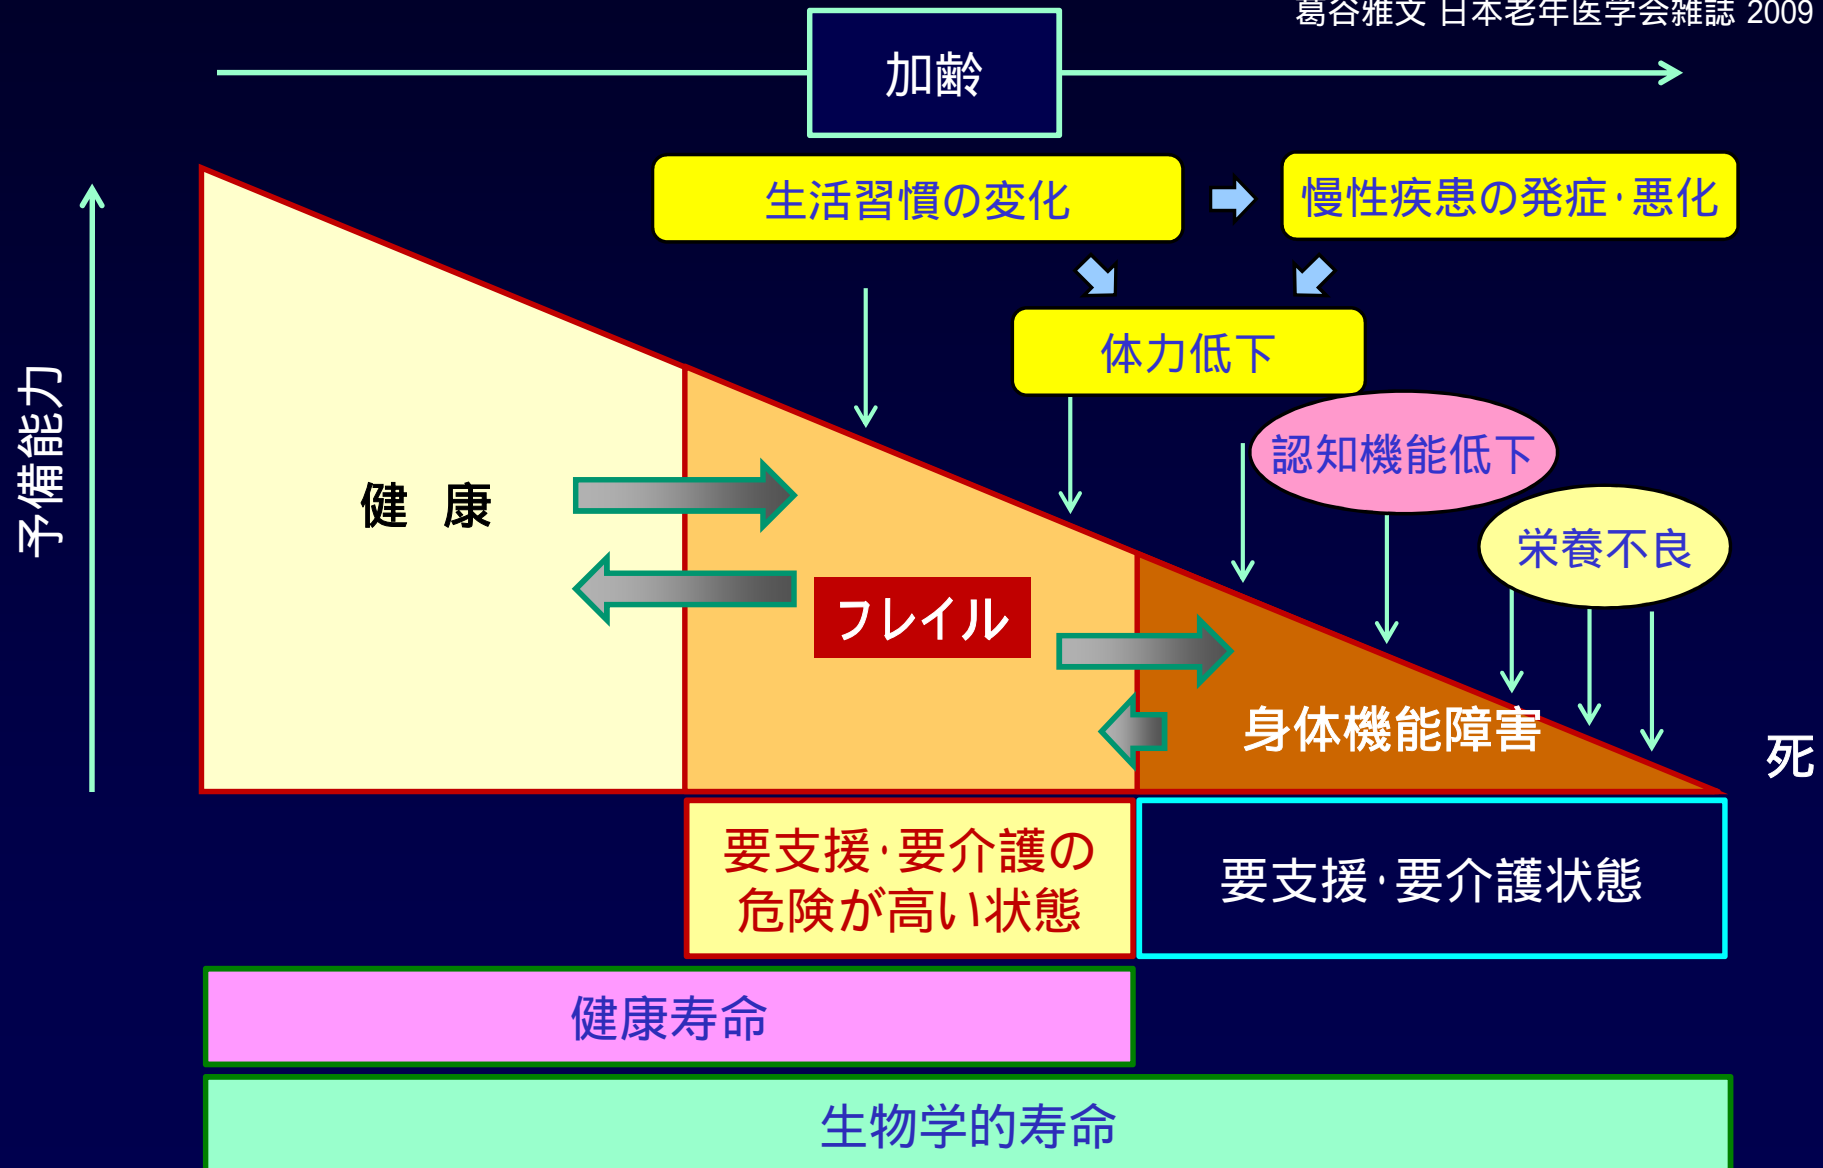 葛谷雅文 日本老年医学会雑誌 2009
加齢
生活習慣の変化
慢性疾患の発症・悪化
体力低下
認知機能低下
栄養不良
予備能力
健 康
フレイル
身体機能障害
死
要支援・要介護の
危険が高い状態
要支援・要介護状態
健康寿命
生物学的寿命